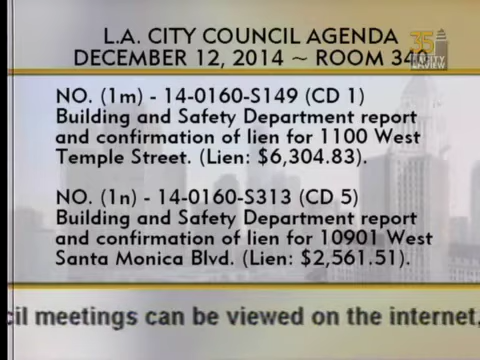 L.A. CITY COUNCIL AGENDA
DECEMBER 12, 2014 ~ ROOM 34
35
CITYVIEW
NO. (1m) - 14-0160-S149 (CD 1)
Building and Safety Department report
and confirmation of lien for 1100 West
Temple Street. (Lien: $6,304.83).
NO. (1n) - 14-0160-S313 (CD 5)
Building and Safety Department report
and confirmation of lien for 10901 West
Santa Monica Blvd. (Lien: $2,561.51).
cil meetings can be viewed on the internet,